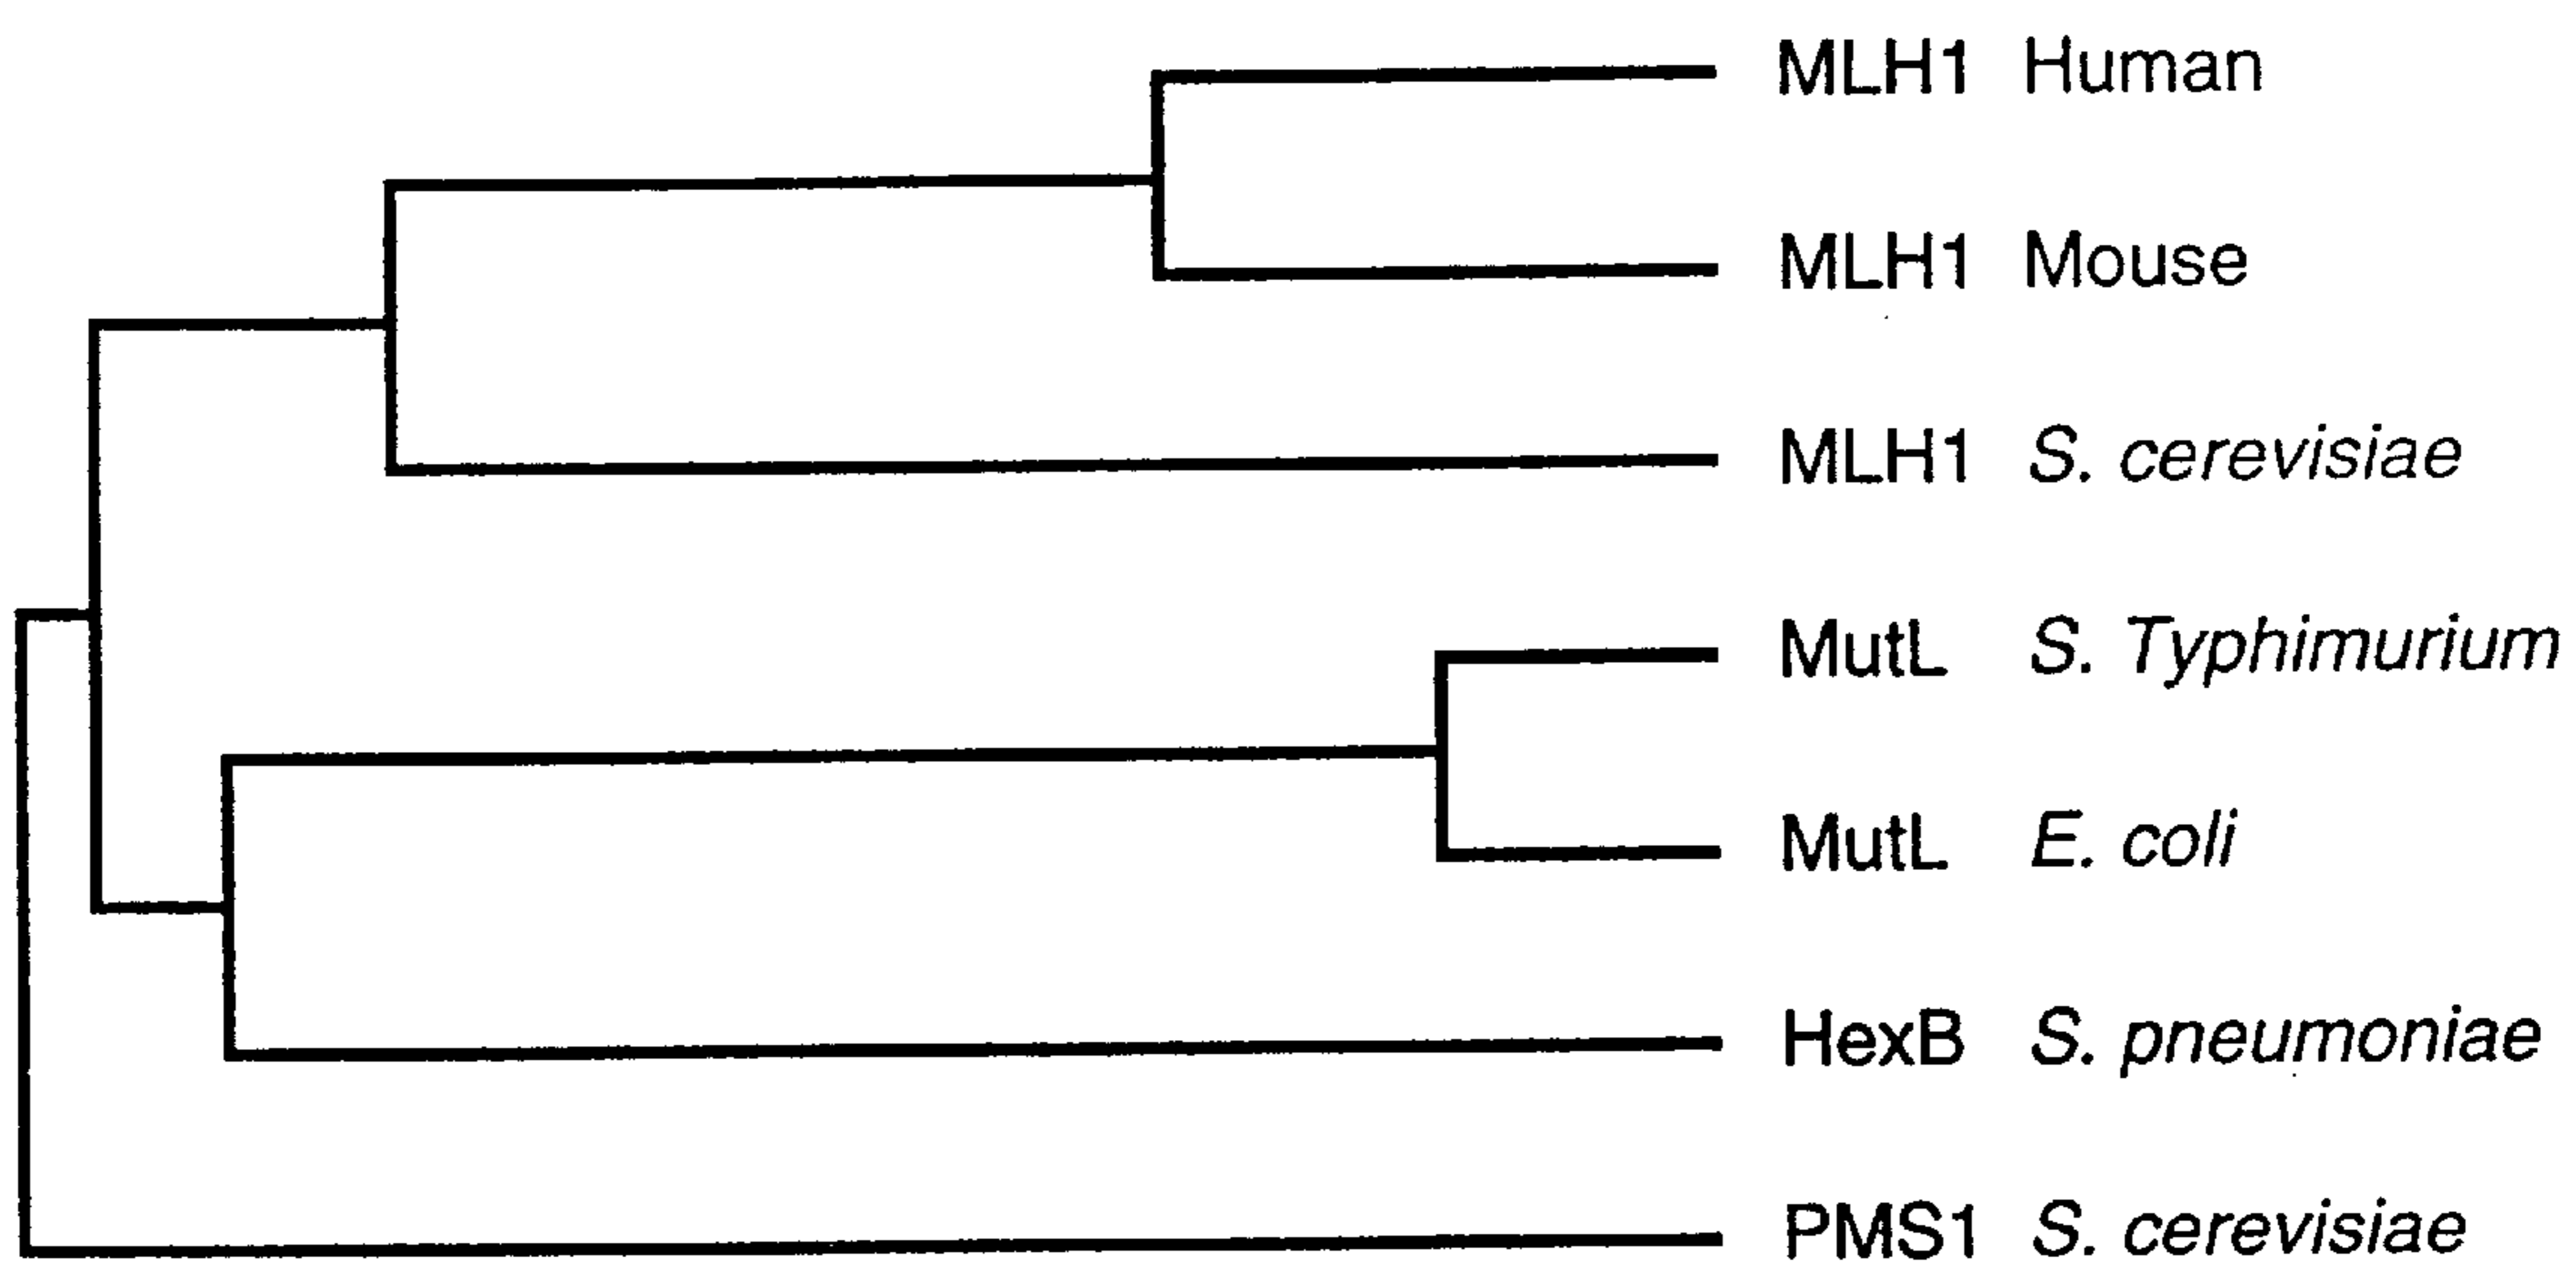 MLH1 Human
MLH1 Mouse
MLH1 S. cerevisiae
MutL S. Typhimurium
MutL E. coli
HexB S. pneumoniae
PMS1 S. cerevisiae